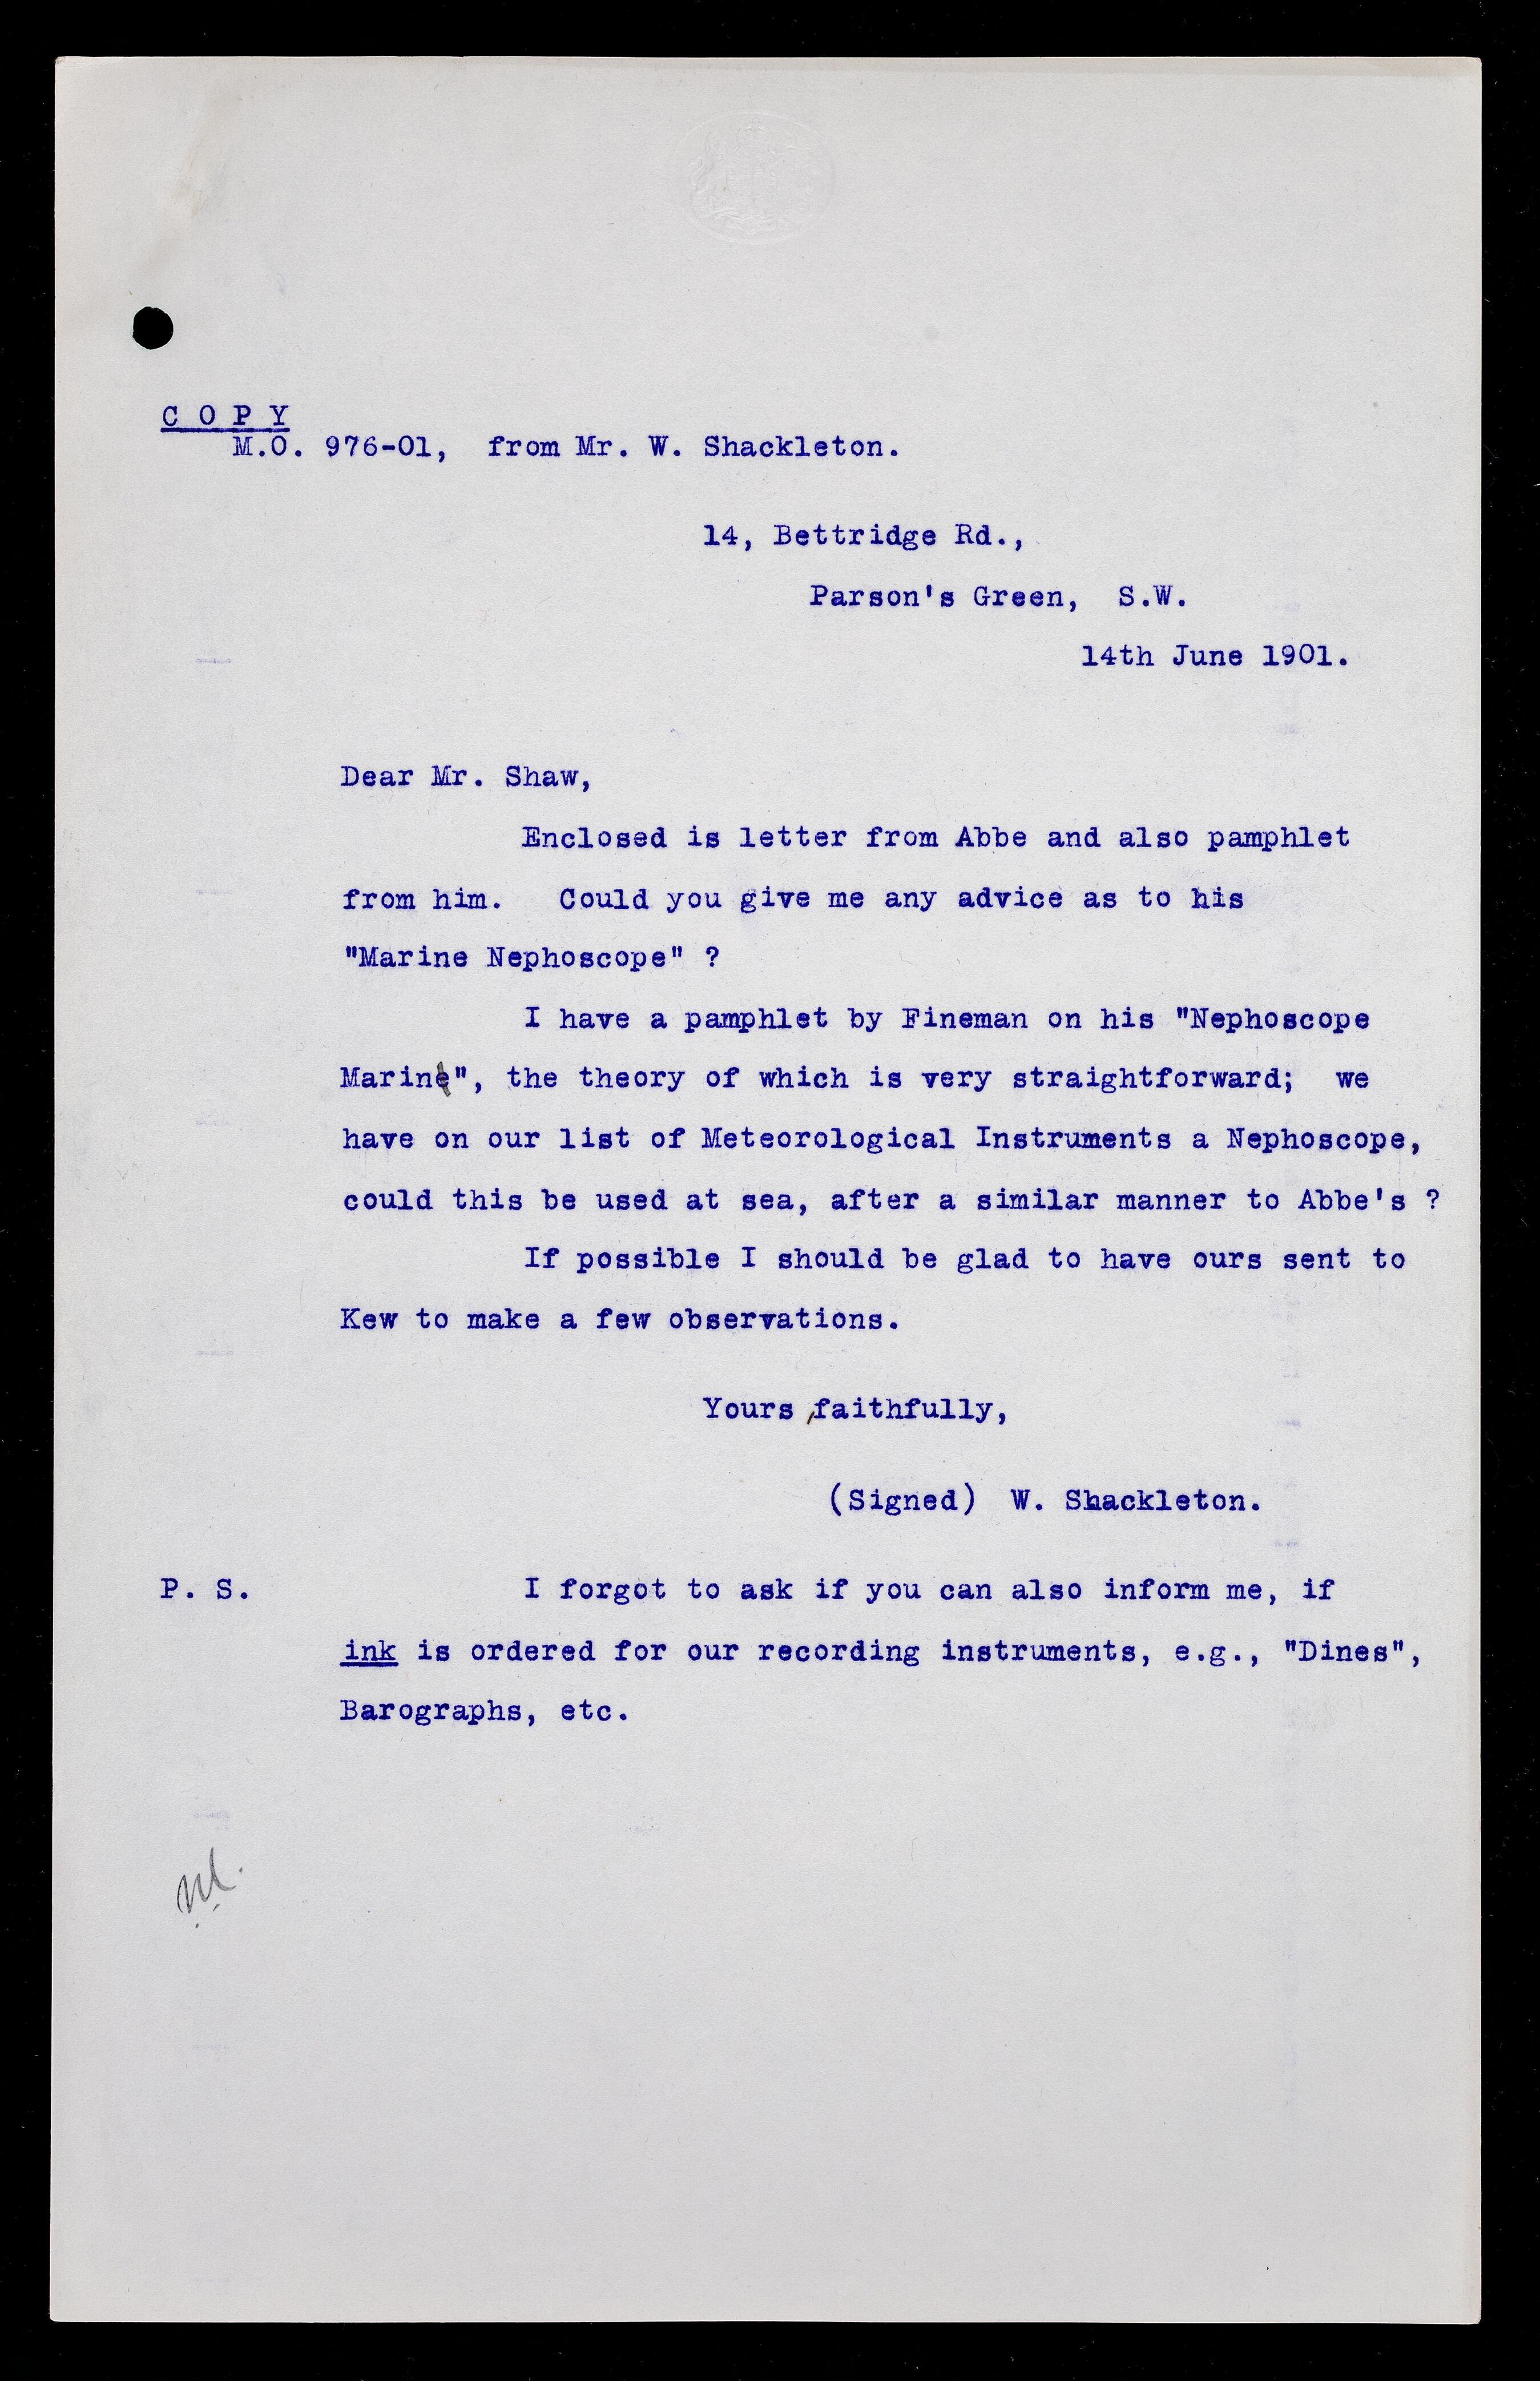 C O P Y
M.O. 976-01, from Mr. W. Shackleton.
14, Bettridge Rd.,
Parson's Green, S.W.
14th June 1901.
Dear Mr. Shaw,
Enclosed is letter from Abbe and also pamphlet
from him. Could you give me any advice as to his
"Marine Nephoscope" ?
I have a pamphlet by Fineman on his "Nephoscope
Marin", the theory of which is very straightforward; we
have on our list of Meteorological Instruments a Nephoscope,
could this be used at sea, after a similar manner to Abbe's ?
If possible I should be glad to have ours sent to
Kew to make a few observations.
Yours faithfully,
(Signed) W. Shackleton.
P. S. I forgot to ask if you can also inform me, if
ink is ordered for our recording instruments, e.g., "Dines",
Barographs, etc.